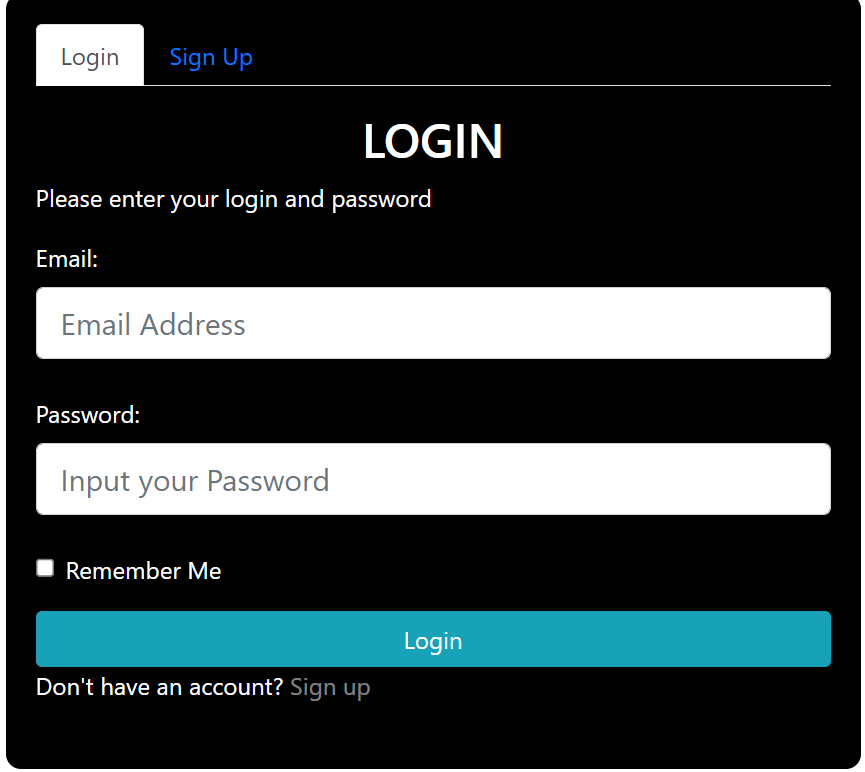 Login Sign Up
LOGIN
Please enter your login and password
Email:
Email Address
Password:
Input your Password
Remember Me
Login
Don't have an account? Sign up